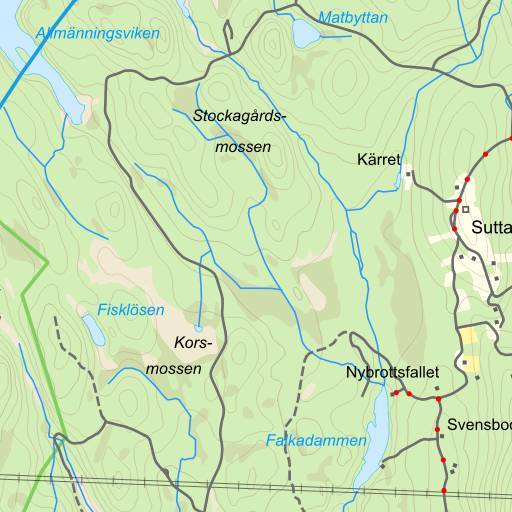 Matbyttan
Allmänningsviken
Stockagårds-
mossen
Kärret
Sutta
Fisklösen
Kors-
mossen
Nybrottsfallet
Svensbo
Falkadammen